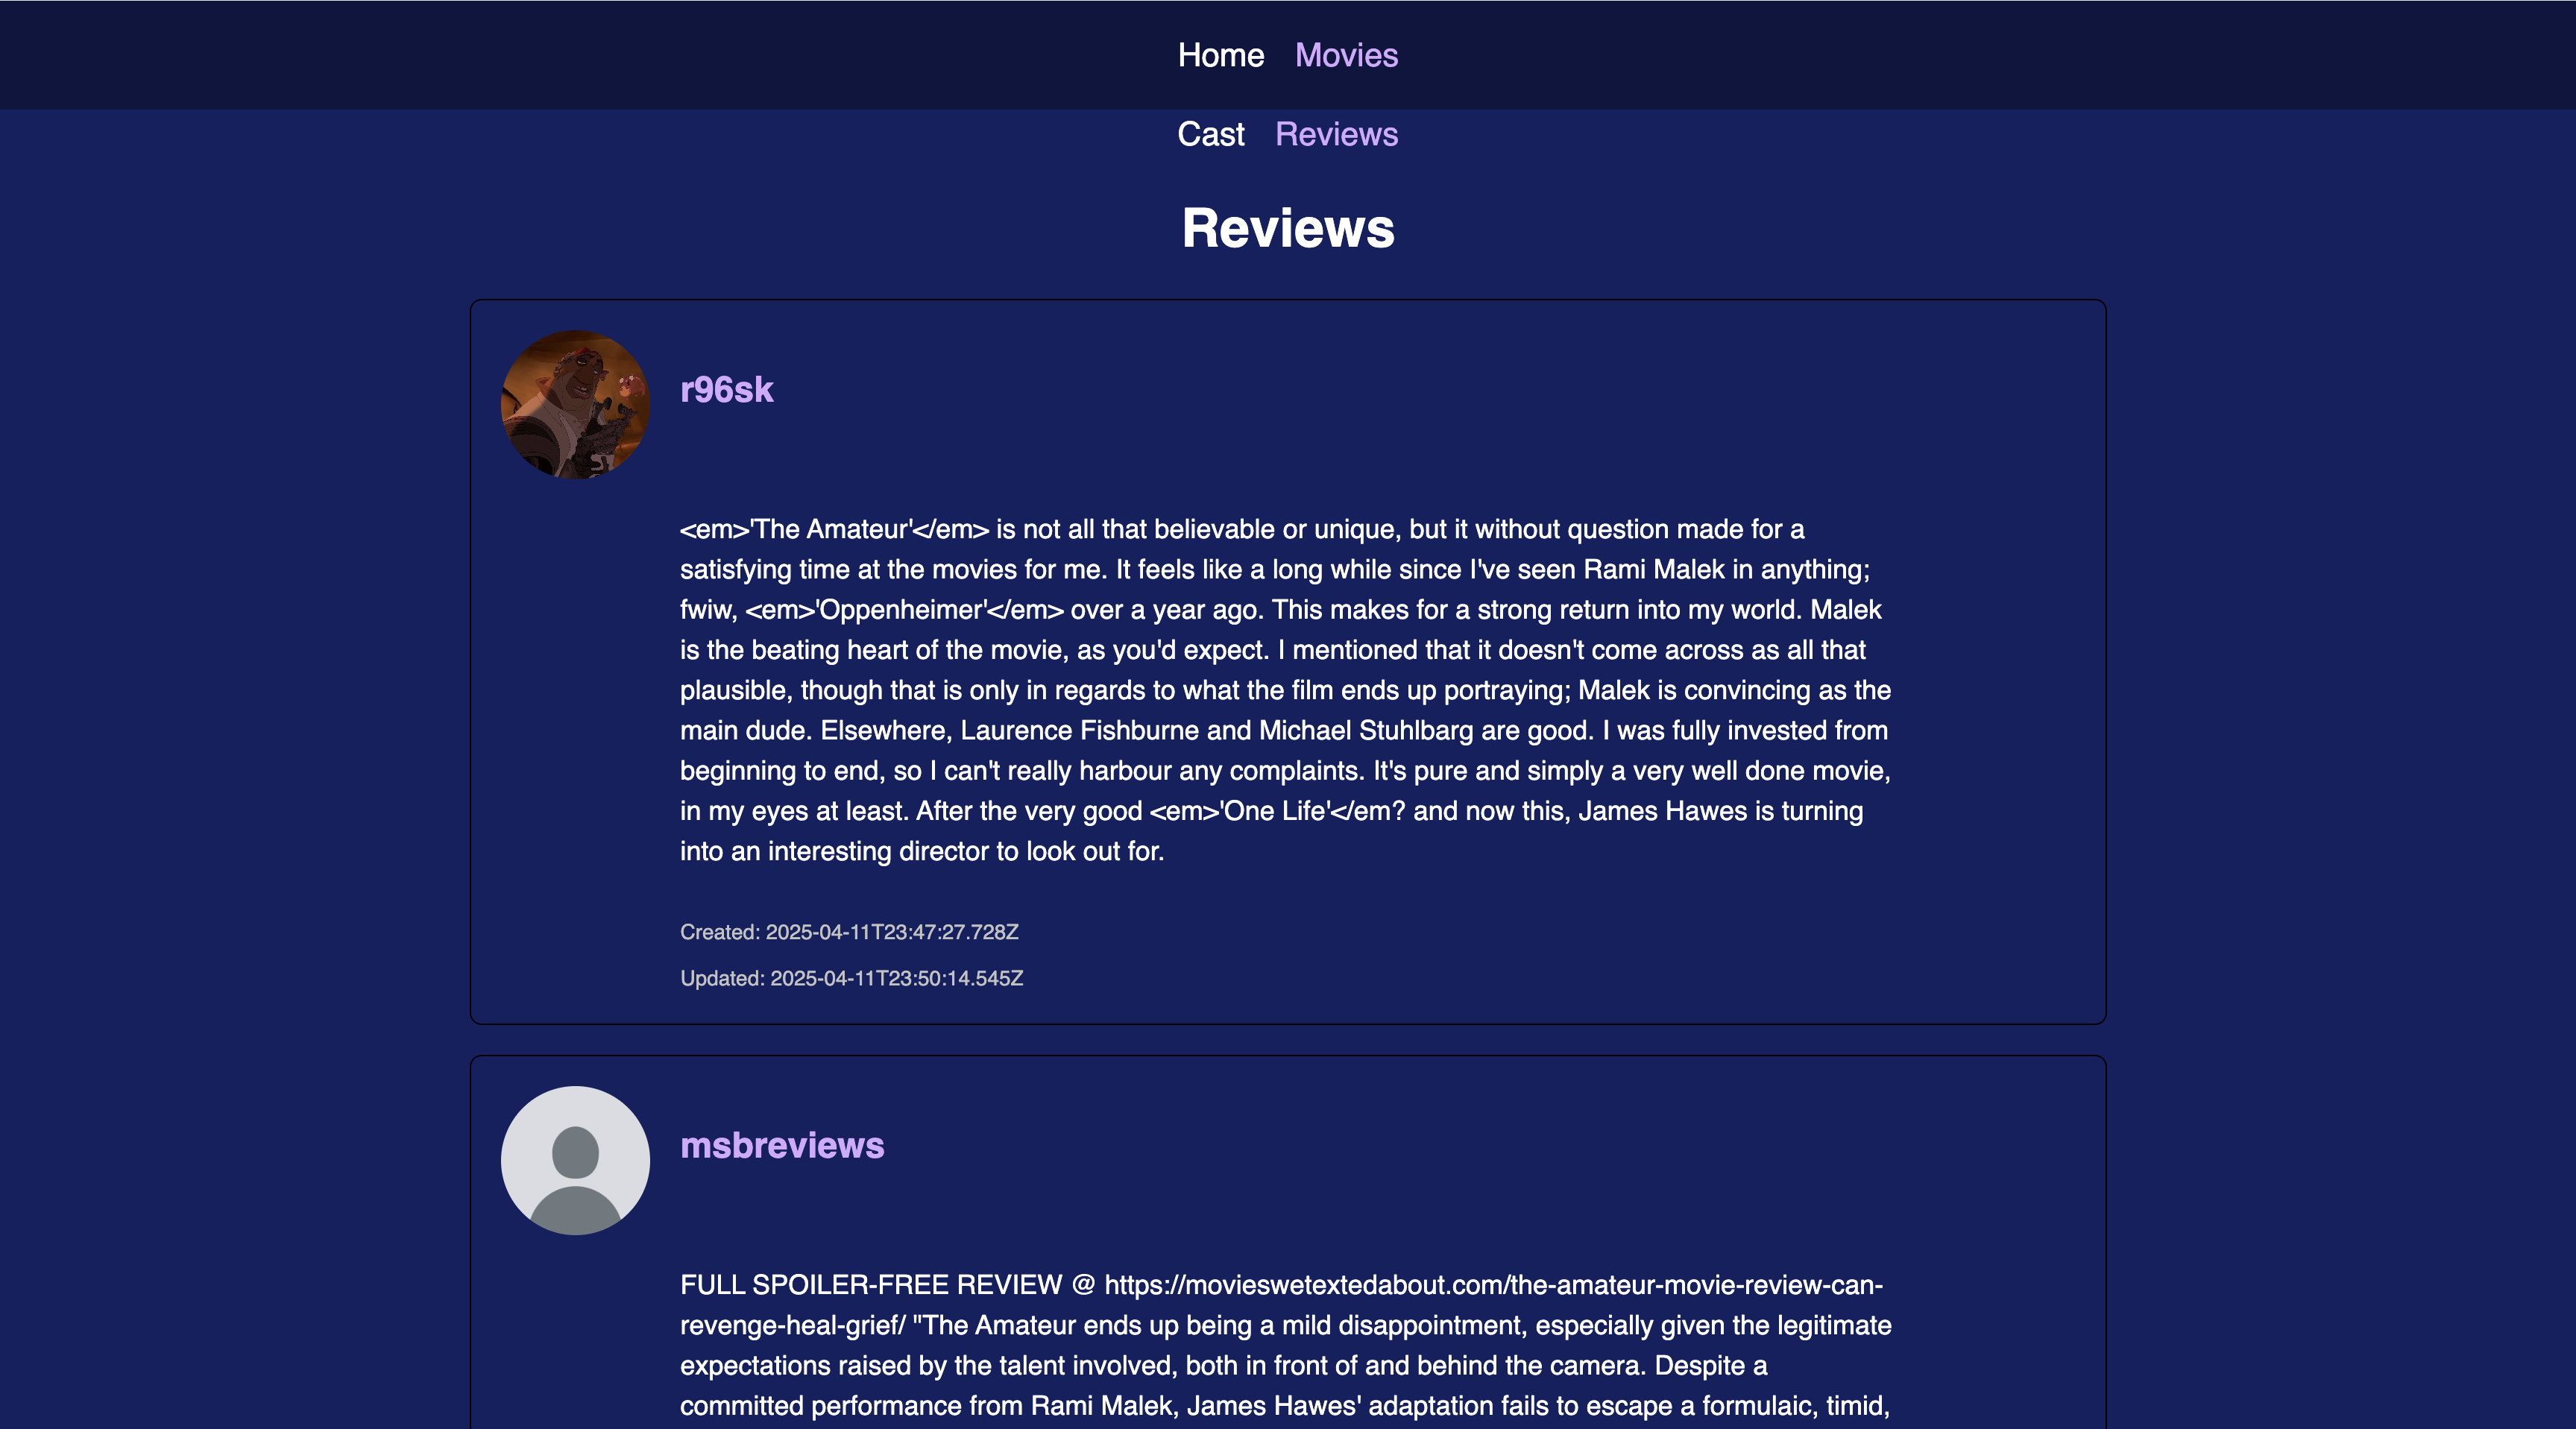 Home Movies
Cast Reviews
Reviews
r96sk
<em>'The Amateur'</em> is not all that believable or unique, but it without question made for a
satisfying time at the movies for me. It feels like a long while since I've seen Rami Malek in anything;
fwiw, <em>'Oppenheimer'</em> over a year ago. This makes for a strong return into my world. Malek
is the beating heart of the movie, as you'd expect. I mentioned that it doesn't come across as all that
plausible, though that is only in regards to what the film ends up portraying; Malek is convincing as the
main dude. Elsewhere, Laurence Fishburne and Michael Stuhlbarg are good. I was fully invested from
beginning to end, so I can't really harbour any complaints. It's pure and simply a very well done movie,
in my eyes at least. After the very good <em>'One Life'</em? and now this, James Hawes is turning
into an interesting director to look out for.
Created: 2025-04-11T23:47:27.728Z
Updated: 2025-04-11T23:50:14.545Z
msbreviews
FULL SPOILER-FREE REVIEW @ https://movieswetextedabout.com/the-amateur-movie-review-can-
revenge-heal-grief/ "The Amateur ends up being a mild disappointment, especially given the legitimate
expectations raised by the talent involved, both in front of and behind the camera. Despite a
committed performance from Rami Malek, James Hawes' adaptation fails to escape a formulaic, timid,